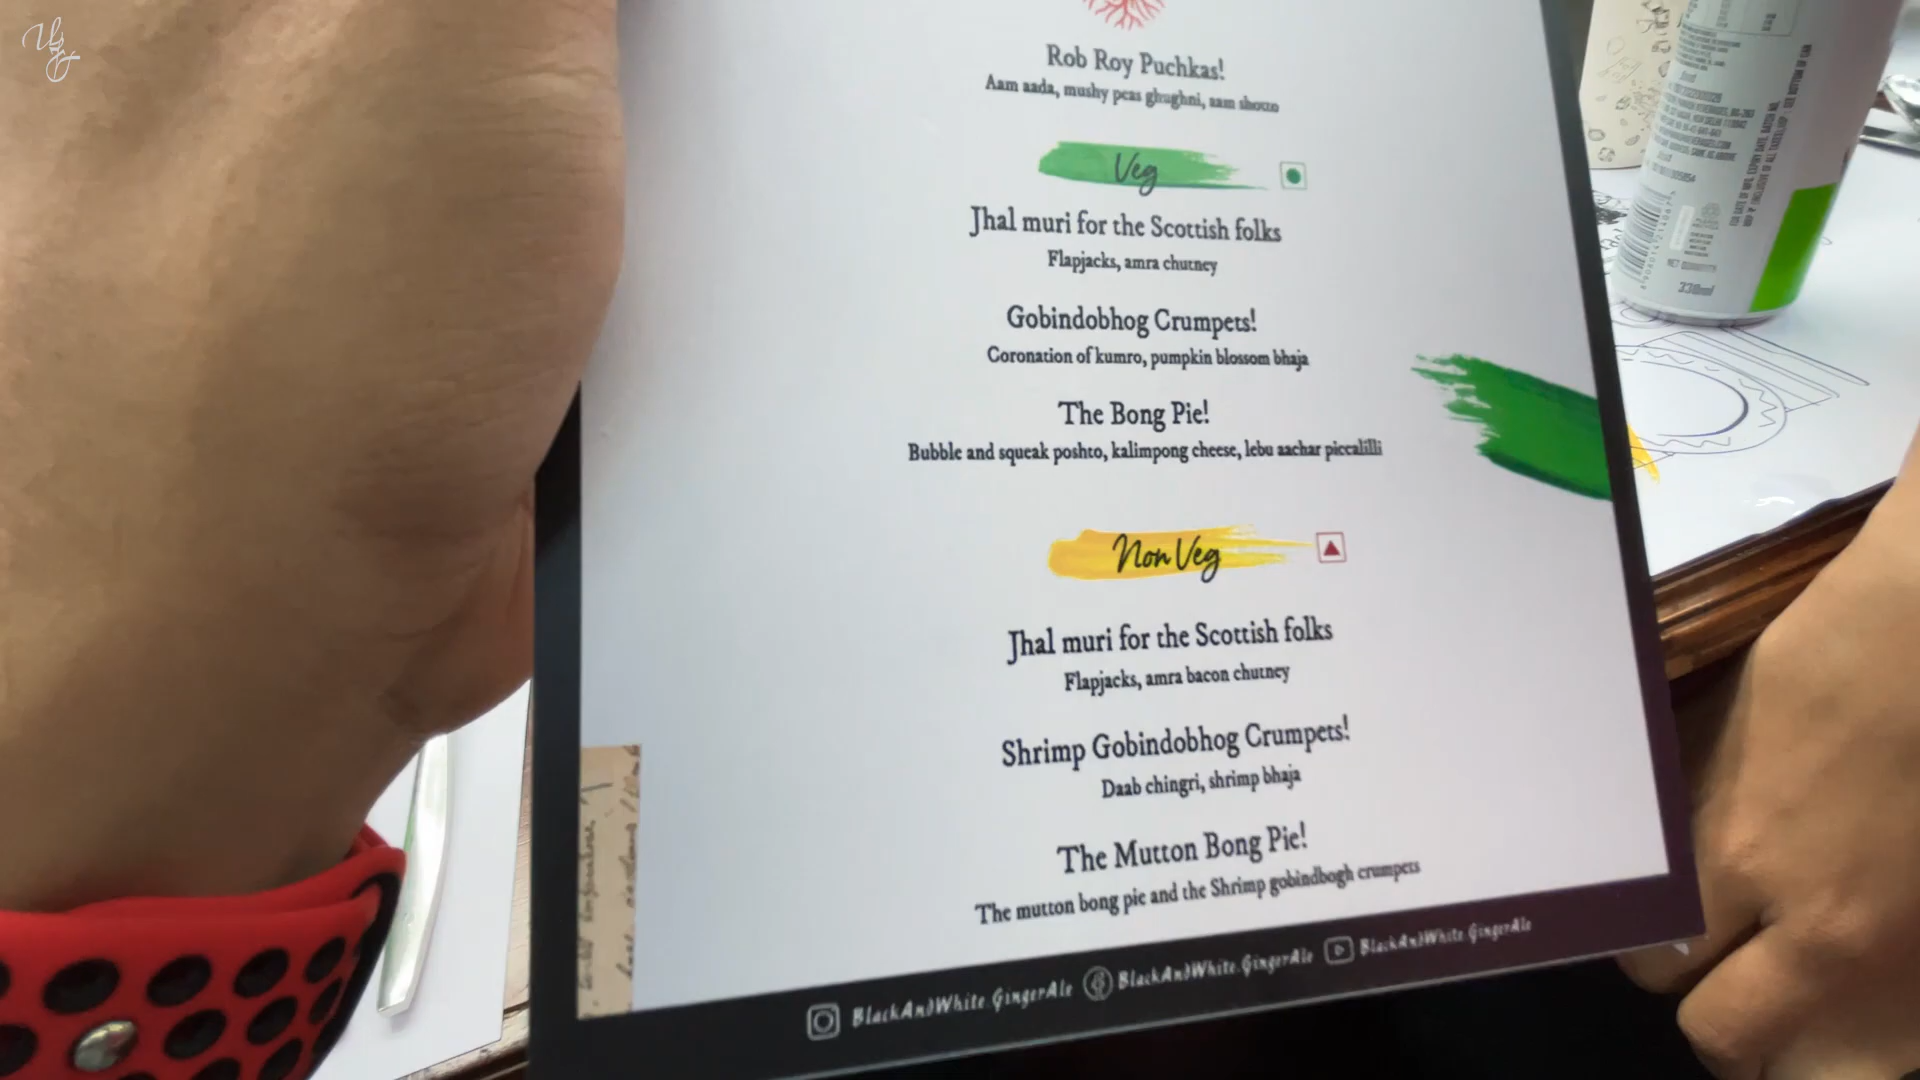 Rob Roy Puchkas!
Aam aada, mushy peas ghughni, aam shotto
Veg
Jhal muri for the Scottish folks
Flapjacks, amra chutney
Gobindobhog Crumpets!
Coronation of kumro, pumpkin blossom bhaja
The Bong Pie!
Bubble and squeak poshto, kalimpong cheese, lebu aachar piccalilli
Non Veg
Jhal muri for the Scottish folks
Flapjacks, amra bacon chutney
Shrimp Gobindobhog Crumpets!
Daab chingri, shrimp bhaja
The Mutton Bong Pie!
The mutton bong pie and the Shrimp gobindbogh crumpets
BlackAndWhite.GingerAle BlackAndWhite.GingerAle BlackAndWhite.GingerAle
330ml